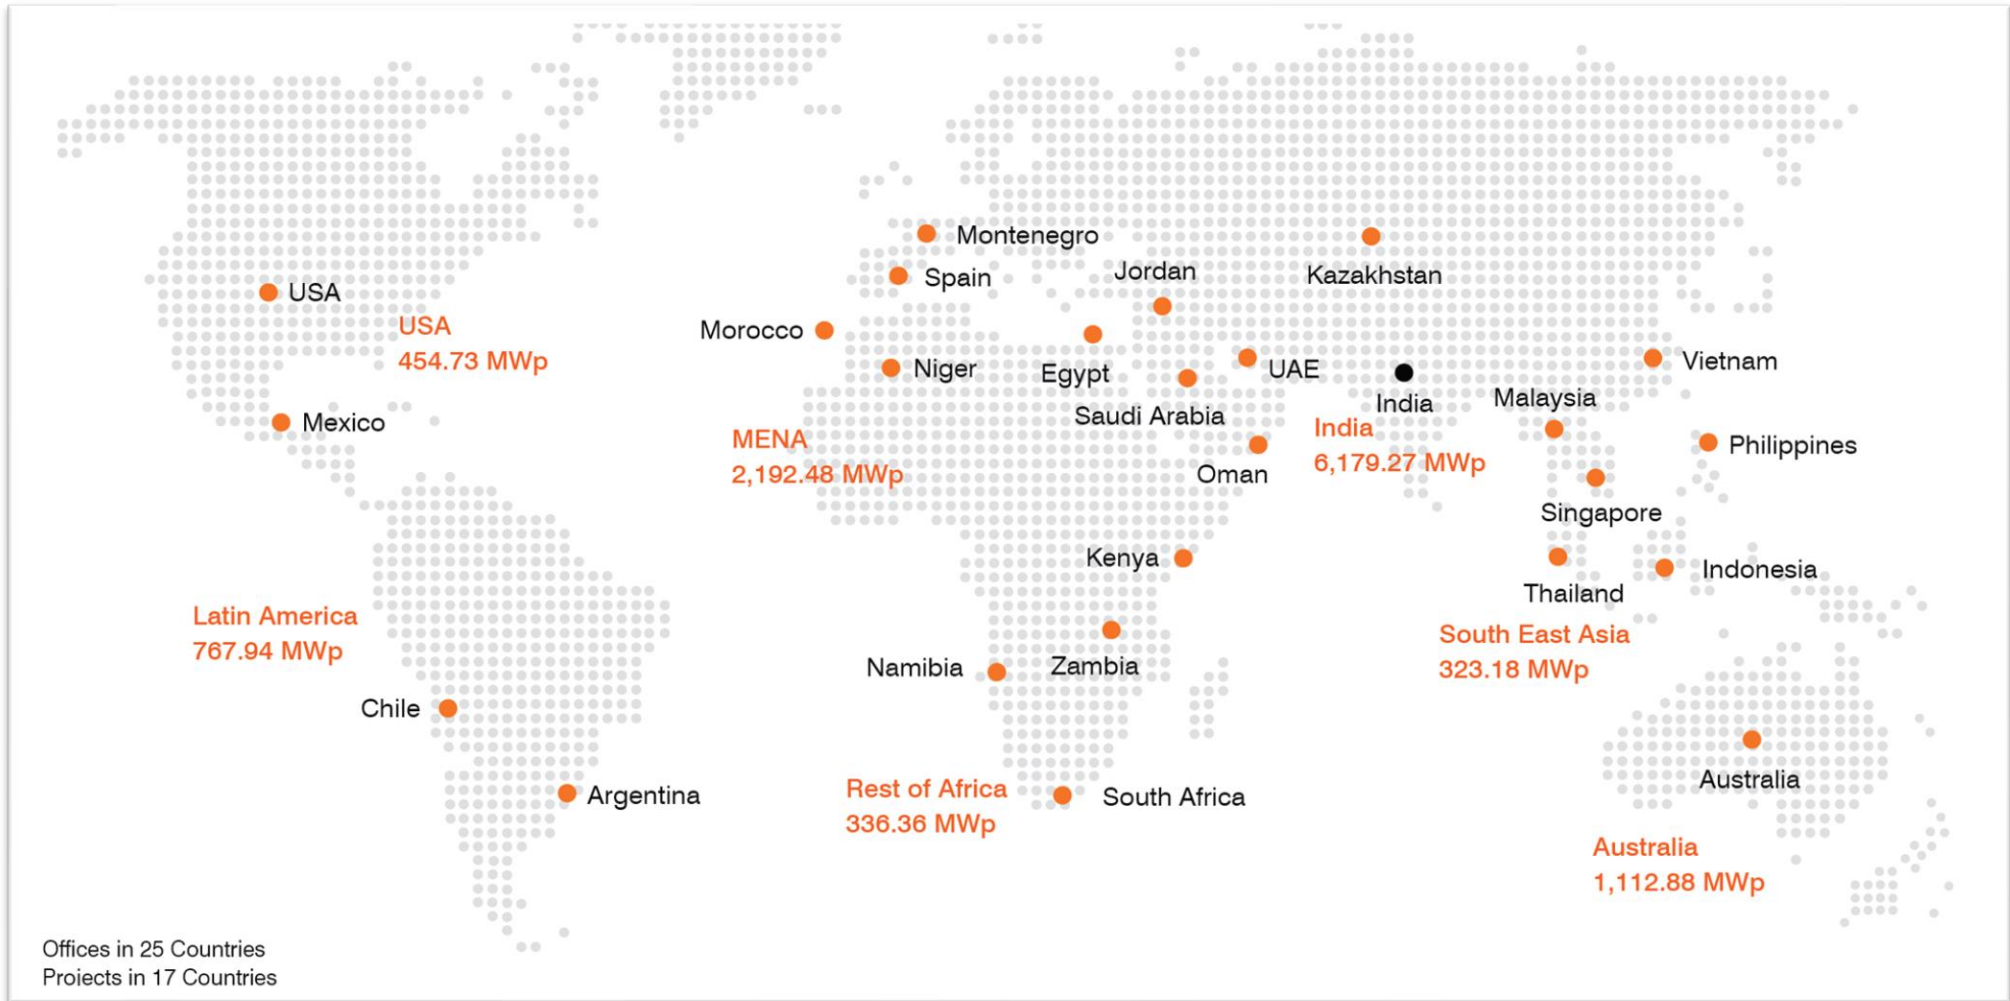 Montenegro
Spain
Jordan
Kazakhstan
USA
USA
454.73 MWp
Morocco
Niger
Egypt
UAE
Vietnam
Saudi Arabia
India
India
6,179.27 MWp
Malaysia
Mexico
MENA
2,192.48 MWp
Oman
Philippines
Singapore
Kenya
Indonesia
Thailand
Latin America
767.94 MWp
South East Asia
323.18 MWp
Namibia
Zambia
Chile
Argentina
Rest of Africa
336.36 MWp
South Africa
Australia
Australia
1,112.88 MWp
Offices in 25 Countries
Projects in 17 Countries